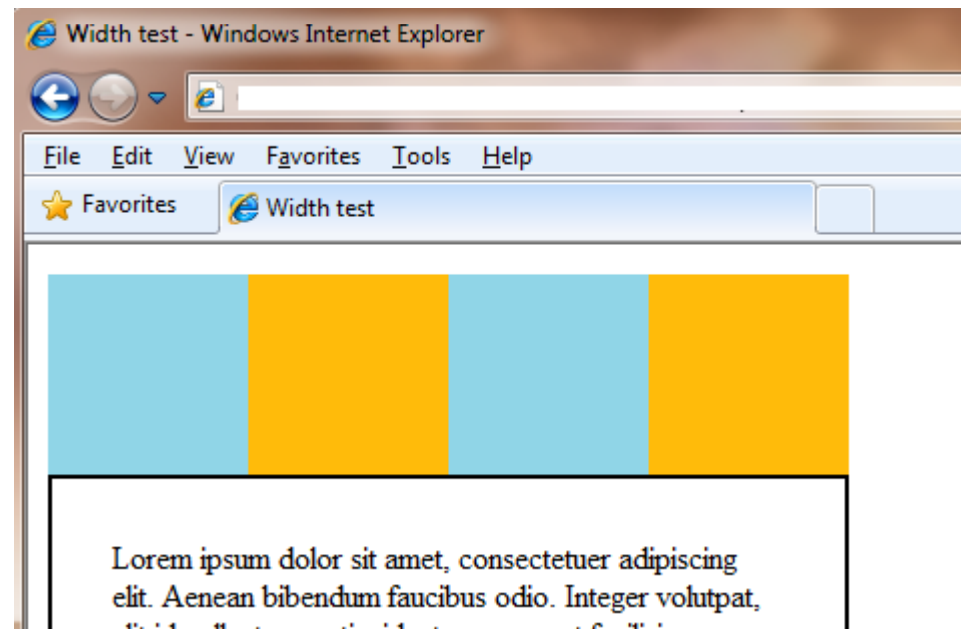 Width test - Windows Internet Explorer
File Edit View Favorites Tools Help
Favorites Width test
Lorem ipsum dolor sit amet, consectetuer adipiscing
elit. Aenean bibendum faucibus odio. Integer volutpat,